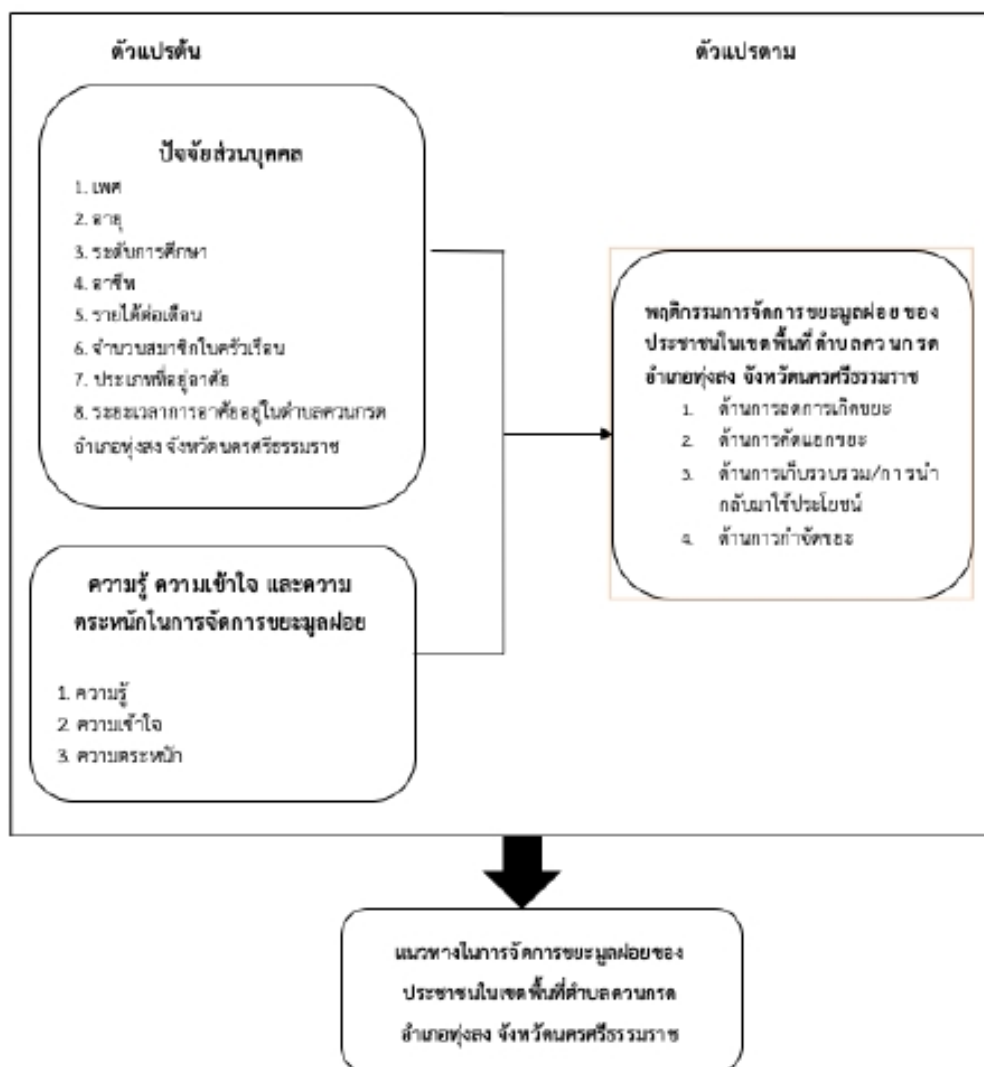 ตัวแปรต้น
ตัวแปรตาม
ปัจจัยส่วนบุคคล
1. เพศ
2. อายุ
3. ระดับการศึกษา
4. อาชีพ
5. รายได้ต่อเดือน
6. จำนวนสมาชิกในครัวเรือน
7. ประเภทที่อยู่อาศัย
8. ระยะเวลาการอาศัยอยู่ในตำบลควนกรด
อำเภอทุ่งสง จังหวัดนครศรีธรรมราช
พฤติกรรมการจัดการขยะมูลฝอย ของ
ประชาชนในเขตพื้นที่ ตำบลควนกรด
อำเภอทุ่งสง จังหวัดนครศรีธรรมราช
1. ด้านการลดการเกิดขยะ
2. ด้านการคัดแยกขยะ
3. ด้านการเก็บรวบรวม/การนำ
กลับมาใช้ประโยชน์
4. ด้านการกำจัดขยะ
ความรู้ ความเข้าใจ และความ
ตระหนักในการจัดการขยะมูลฝอย
1. ความรู้
2. ความเข้าใจ
3. ความตระหนัก
แนวทางในการจัดการขยะมูลฝอยของ
ประชาชนในเขตพื้นที่ตำบลควนกรด
อำเภอทุ่งสง จังหวัดนครศรีธรรมราช